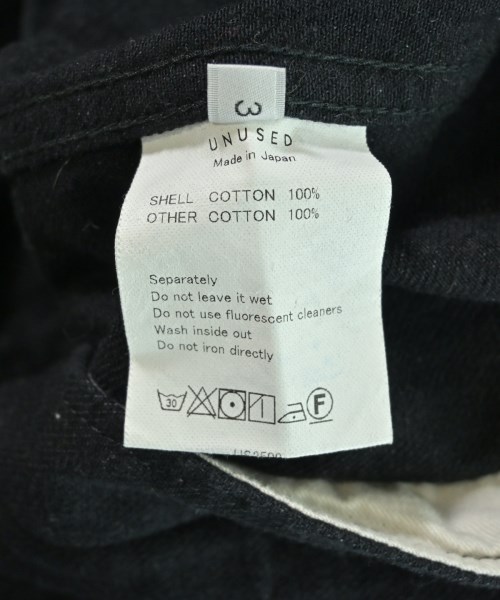 3
UNUSED
Made in Japan
SHELL COTTON 100%
OTHER COTTON 100%
Separately
Do not leave it wet
Do not use fluorescent cleaners
Wash inside out
Do not iron directly
30 F